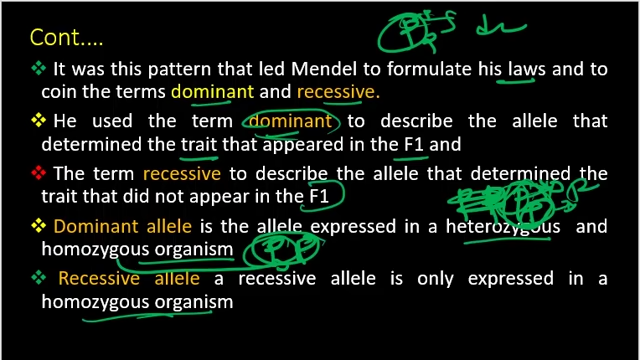 Cont....
It was this pattern that led Mendel to formulate his laws and to
coin the terms dominant and recessive.
He used the term dominant to describe the allele that
determined the trait that appeared in the F1 and
The term recessive to describe the allele that determined the
trait that did not appear in the F1
Dominant allele is the allele expressed in a heterozygous and
homozygous organism
Recessive allele a recessive allele is only expressed in a
homozygous organism